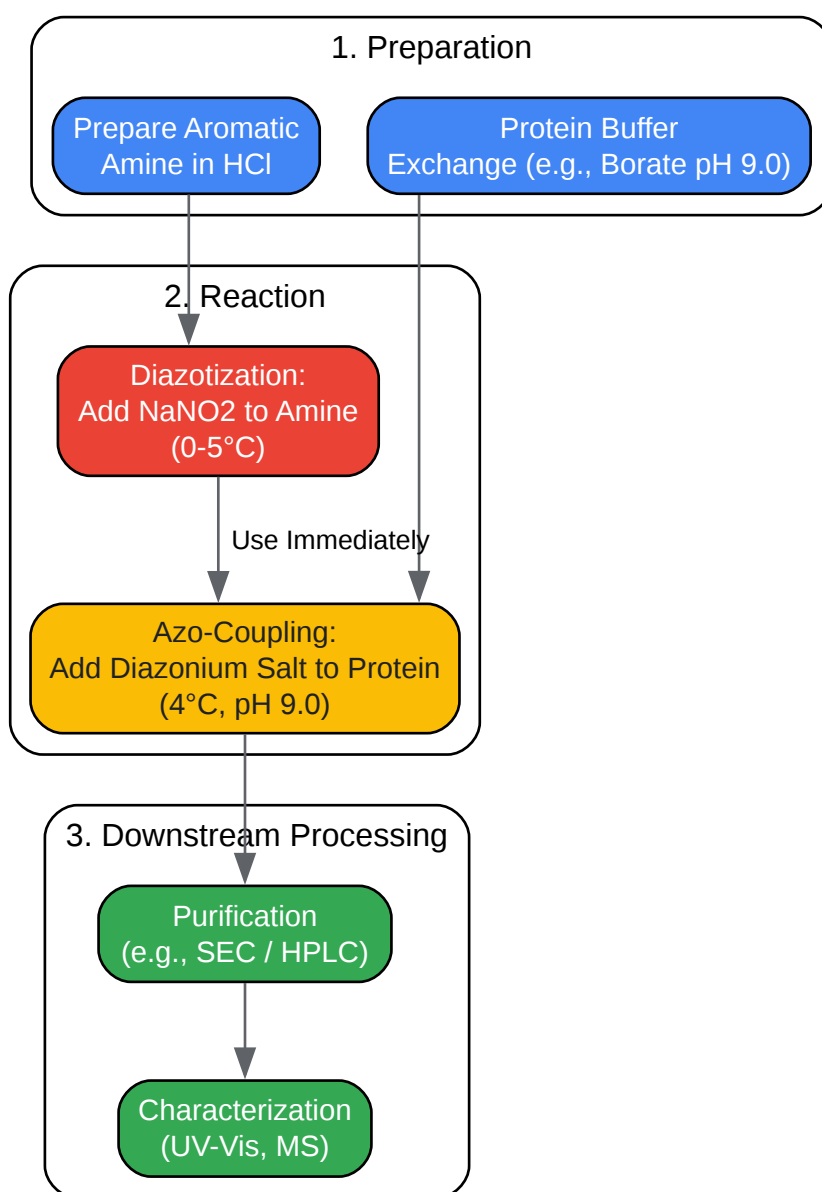 1. Preparation
Prepare Aromatic
Amine in HCl
Protein Buffer
Exchange (e.g., Borate pH 9.0)
2. Reaction
Diazotization:
Add NaNO2 to Amine
(0-5°C)
Use Immediately
Azo-Coupling:
Add Diazonium Salt to Protein
(4°C, pH 9.0)
3. Downstream Processing
Purification
(e.g., SEC / HPLC)
Characterization
(UV-Vis, MS)